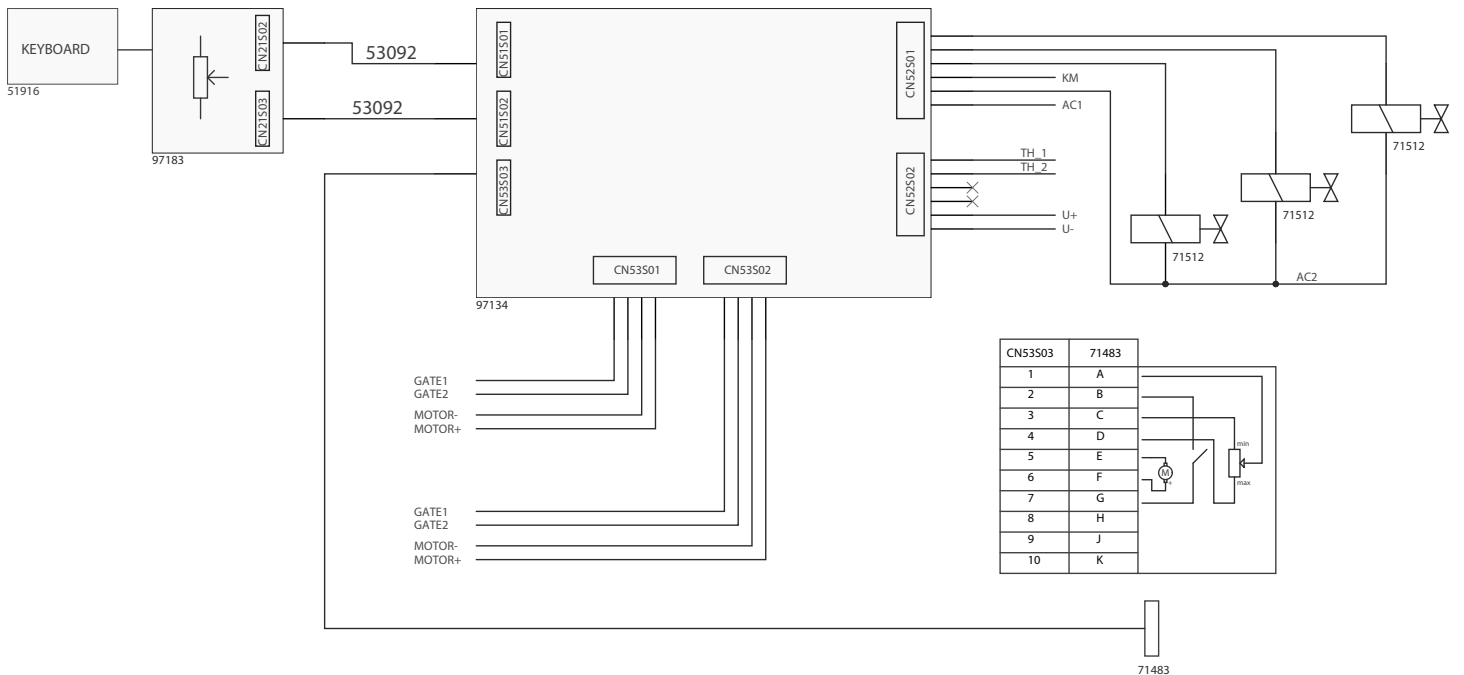 KEYBOARD
51916
CN21S02
CN21S03
97183
53092
53092
CN51S01
CN51S02
CN53S03
CN52S01
CN52S02
CN53S01
CN53S02
97134
KM
AC1
TH_1
TH_2
U+
U-
71512
71512
71512
AC2
GATE1
GATE2
MOTOR-
MOTOR+
GATE1
GATE2
MOTOR-
MOTOR+
CN53S03 71483
1 A
2 B
3 C
4 D
5 E
6 F
7 G
8 H
9 J
10 K
min
M
+
max
71483